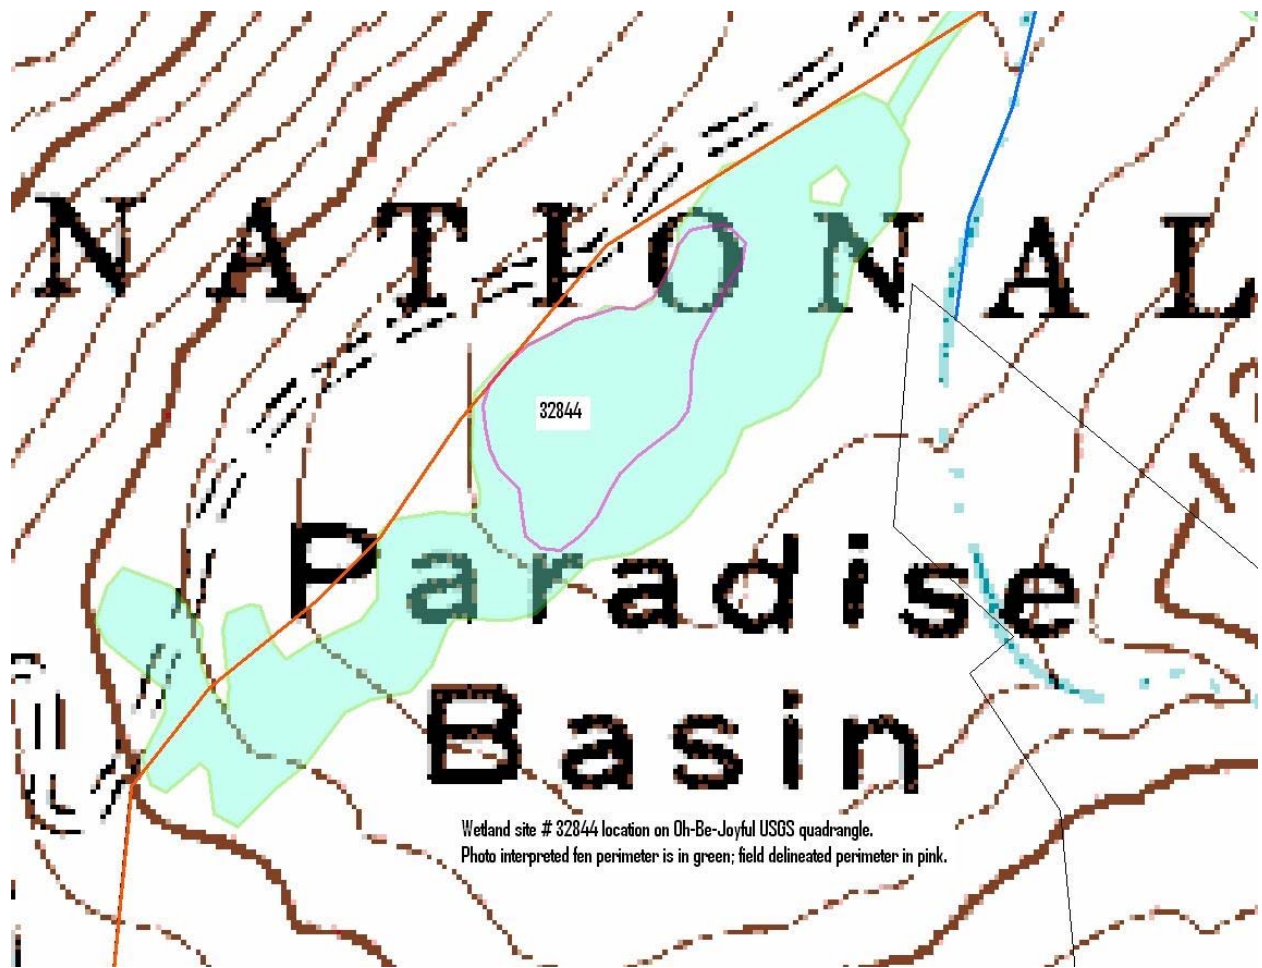 NATIONAL
32844
Paradise
Basin
Wetland site # 32844 location on Oh-Be-Joyful USGS quadrangle.
Photo interpreted fen perimeter is in green; field delineated perimeter in pink.